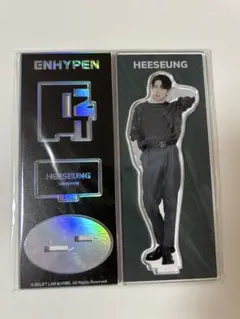 ENHYPEN
HEESEUNG
HEESEUNG
© BELIFT LAB & HYBE. All Rights Reserved.